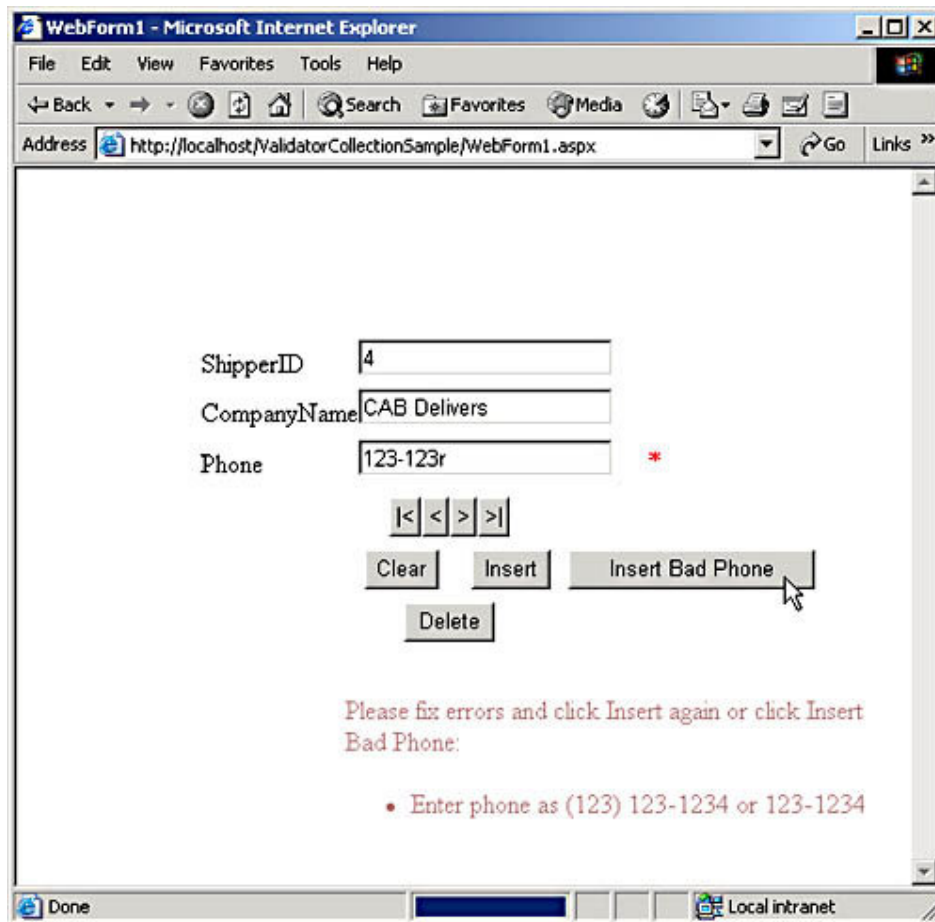 WebForm1 - Microsoft Internet Explorer
File Edit View Favorites Tools Help
Back Search Favorites Media
Address http://localhost/ValidatorCollectionSample/WebForm1.aspx Go Links »
ShipperID 4
CompanyName CAB Delivers
Phone 123-123r *
|< < > >|
Clear Insert Insert Bad Phone
Delete
Please fix errors and click Insert again or click Insert
Bad Phone:
• Enter phone as (123) 123-1234 or 123-1234
Done Local intranet